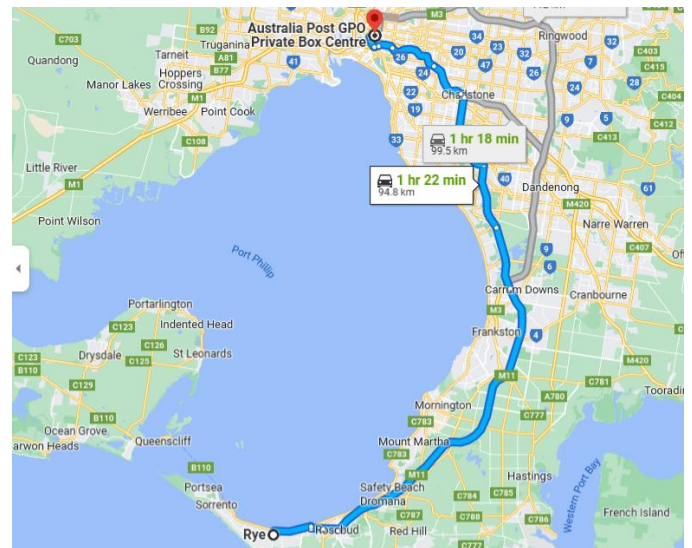 M3
Ringwood
Australia Post GPO
Private Box Centre
B92
C703
Truganina
Tarneit
A81
B77
Quandong
Hoppers
Crossing
Manor Lakes
Werribee
Point Cook
M1
41
26
20
24
34
32
47
7
C403
C415
C404
28
Chadstone
22
19
5
9
C412
33
C108
1 hr 18 min
99.5 km
1 hr 22 min
94.8 km
40
Little River
M1
Dandenong
61
M420
Narre Warren
Point Wilson
Port Phillip
9
C407
6
Carrum Downs
Cranbourne
M3
Portarlington
C123
Indented Head
C126
C123
C125
Drysdale
St Leonards
B110
C129
Frankston
4
M11
M420
C781
A780
Tooradin
Mornington
C783
C777
B110
Ocean Grove
Barwon Heads
Queenscliff
Mount Martha
C783
B110
M11
Hastings
Portsea
Sorrento
Safety Beach
Dromana
C784
C785
C777
C787
C788
C786
Western Port Bay
French Island
Rye
Rosebud
Red Hill